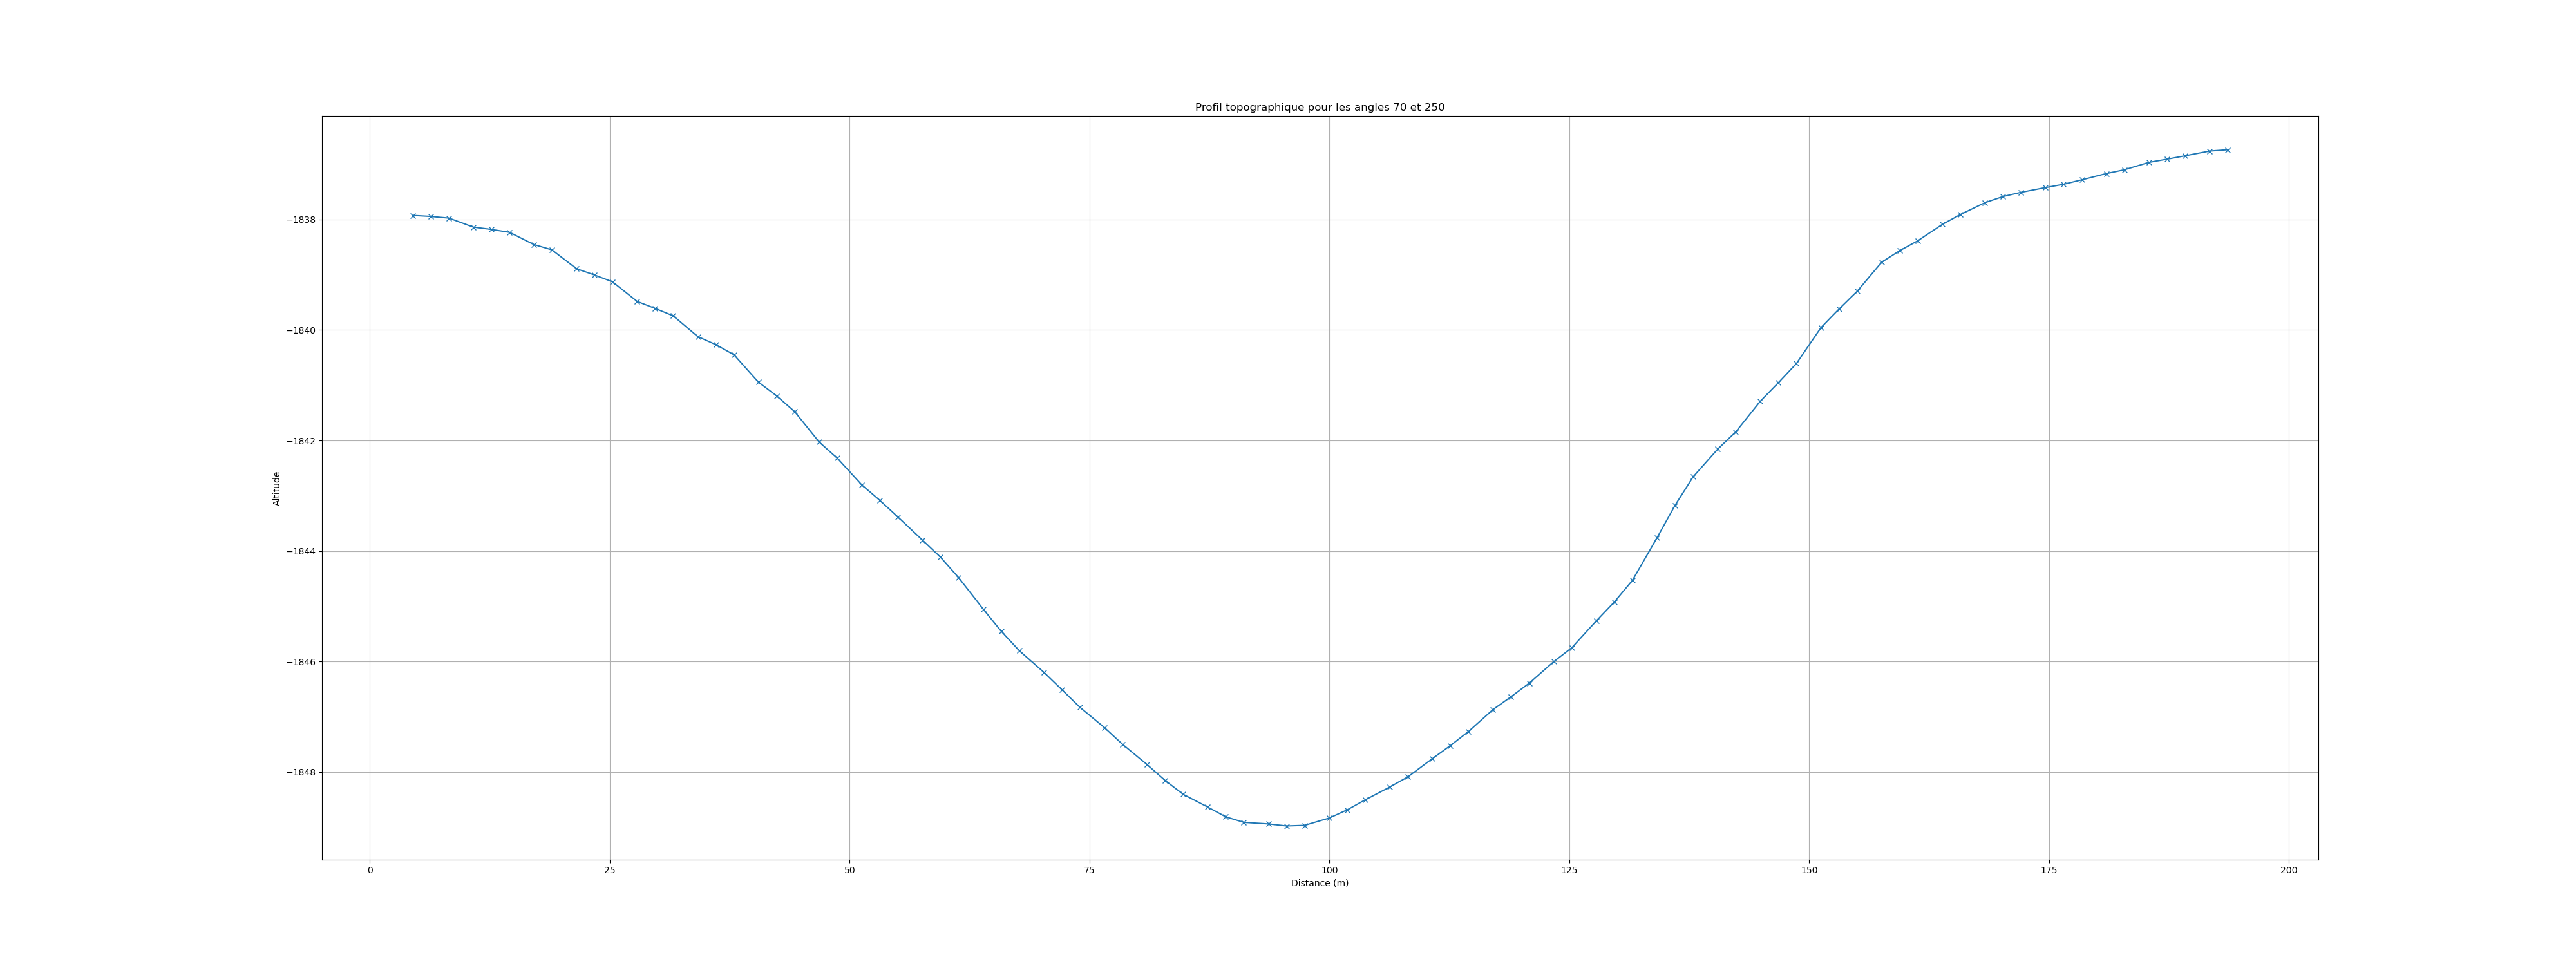 Profil topographique pour les angles 70 et 250
−1838
−1840
−1842
−1844
−1846
−1848
Altitude
0 25 50 75 100 125 150 175 200
Distance (m)